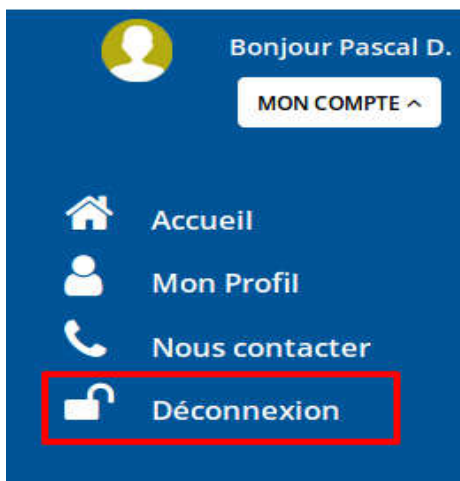 Bonjour Pascal D.
MON COMPTE
Accueil
Mon Profil
Nous contacter
Déconnexion